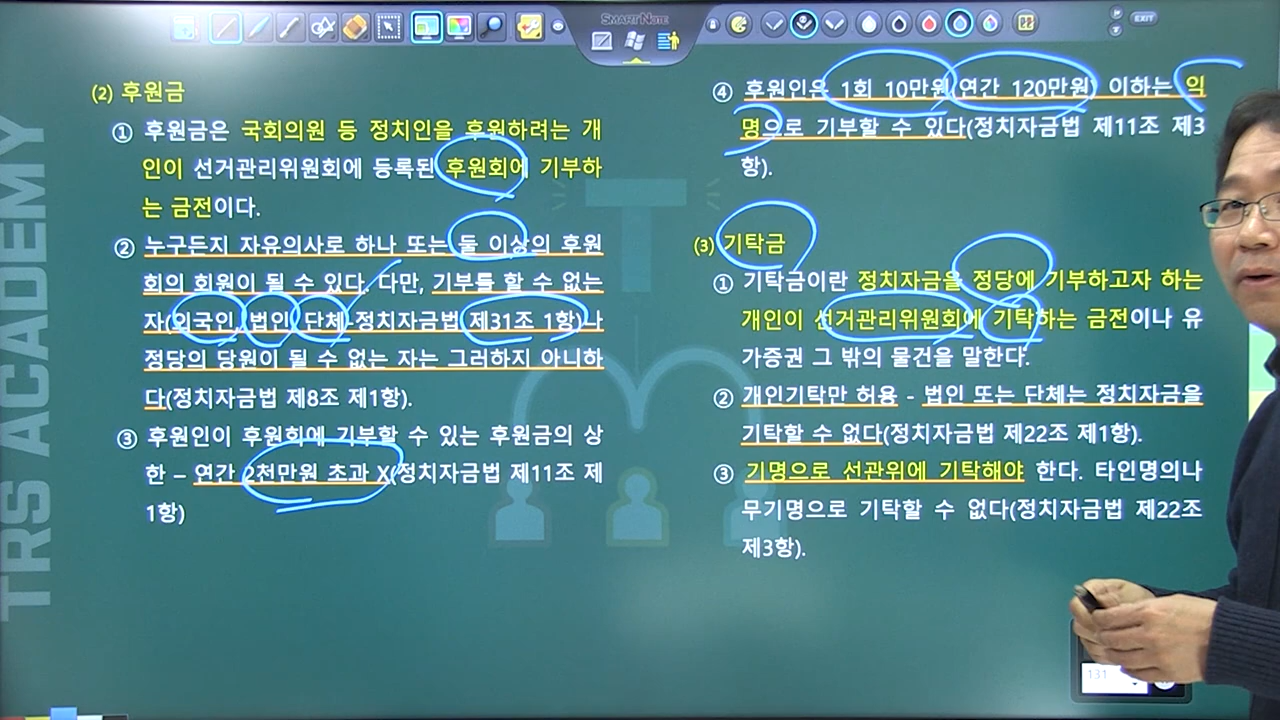 SMART NOTE
EXIT
TRS ACADEMY
(2) 후원금
① 후원금은 국회의원 등 정치인을 후원하려는 개
인이 선거관리위원회에 등록된 후원회에 기부하
는 금전이다.
② 누구든지 자유의사로 하나 또는 둘 이상의 후원
회의 회원이 될 수 있다. 다만, 기부를 할 수 없는
자(외국인, 법인, 단체-정치자금법 제31조 1항)나
정당의 당원이 될 수 없는 자는 그러하지 아니하
다(정치자금법 제8조 제1항).
③ 후원인이 후원회에 기부할 수 있는 후원금의 상
한 – 연간 2천만원 초과 X(정치자금법 제11조 제
1항)
④ 후원인은 1회 10만원(연간 120만원) 이하는 익
명으로 기부할 수 있다(정치자금법 제11조 제3
항).
(3) 기탁금
① 기탁금이란 정치자금을 정당에 기부하고자 하는
개인이 선거관리위원회에 기탁하는 금전이나 유
가증권 그 밖의 물건을 말한다.
② 개인기탁만 허용 - 법인 또는 단체는 정치자금을
기탁할 수 없다(정치자금법 제22조 제1항).
③ 기명으로 선관위에 기탁해야 한다. 타인명의나
무기명으로 기탁할 수 없다(정치자금법 제22조
제3항).
131